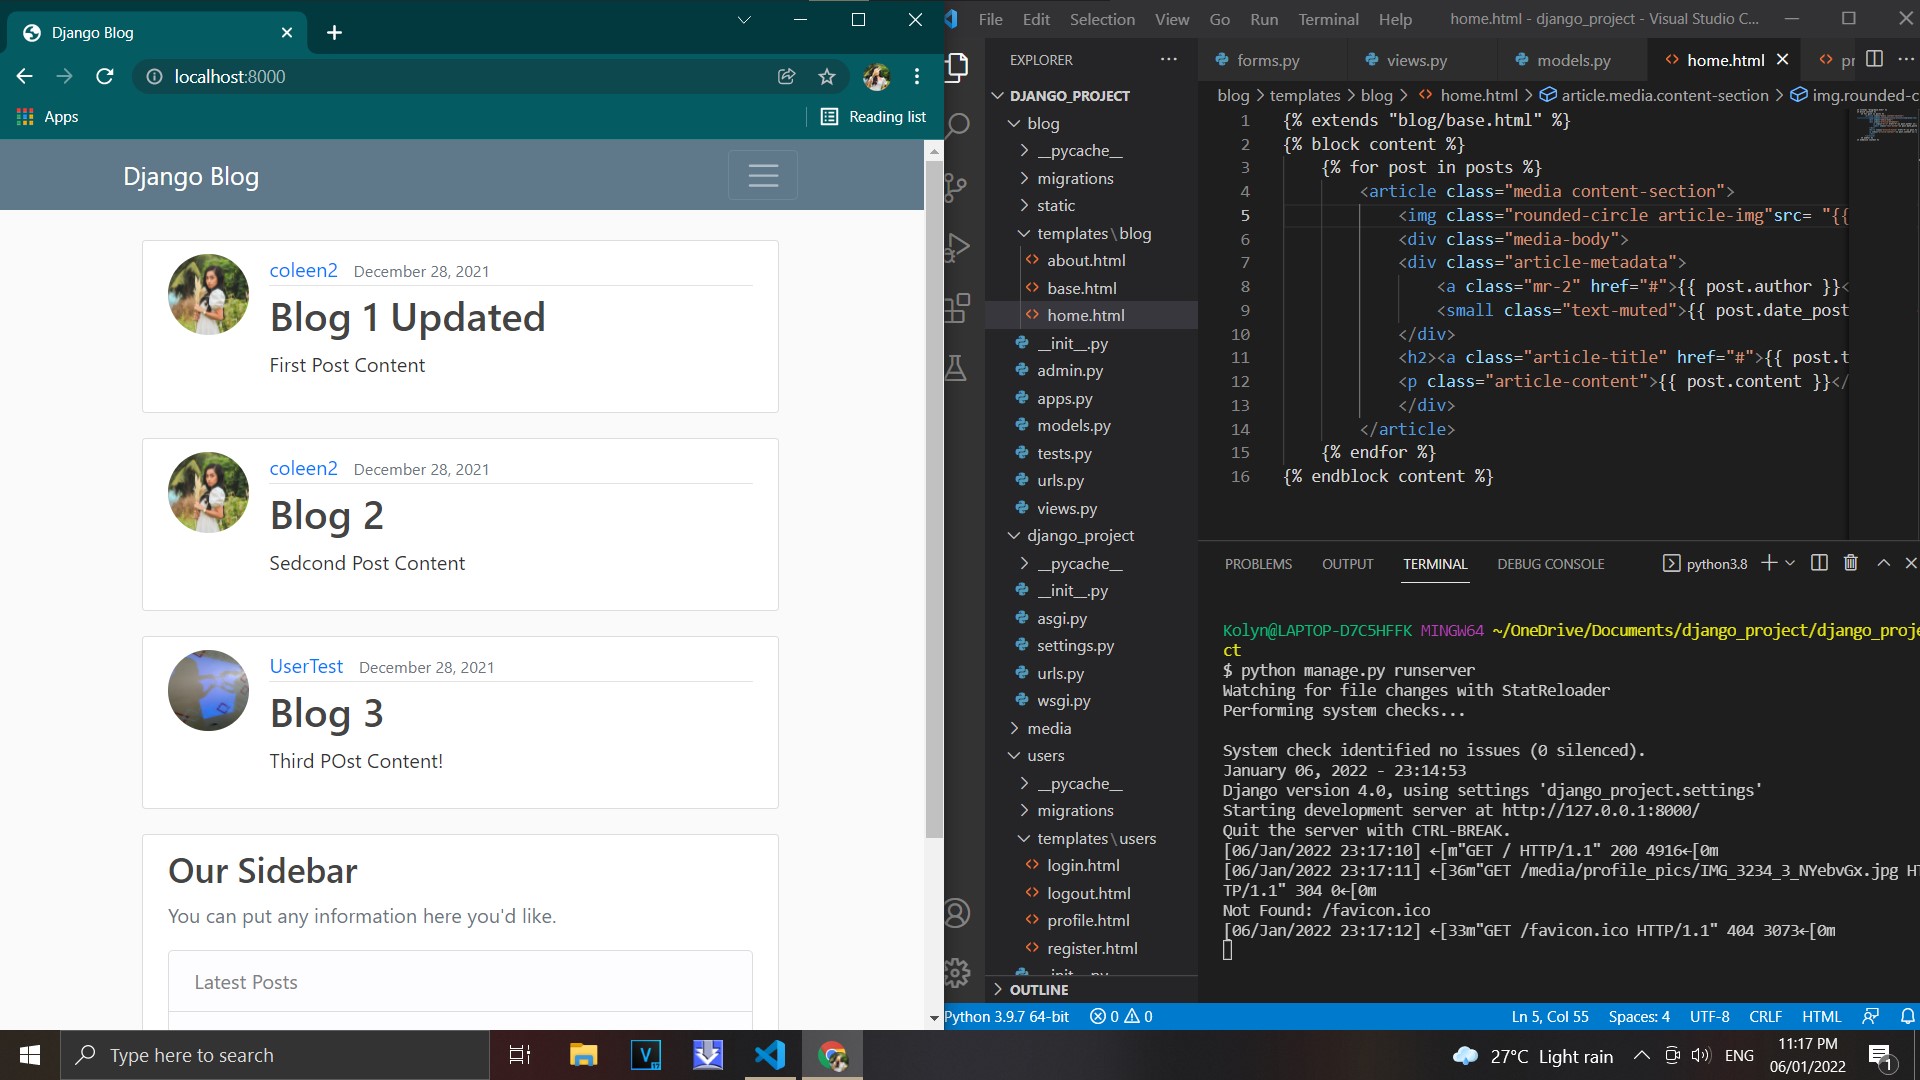 Django Blog
localhost:8000
Apps
Reading list
Django Blog
coleen2 December 28, 2021
Blog 1 Updated
First Post Content
coleen2 December 28, 2021
Blog 2
Sedcond Post Content
UserTest December 28, 2021
Blog 3
Third POst Content!
Our Sidebar
You can put any information here you'd like.
Latest Posts
File Edit Selection View Go Run Terminal Help home.html - django_project - Visual Studio C...
EXPLORER
DJANGO_PROJECT
blog
__pycache__
migrations
static
templates\blog
about.html
base.html
home.html
__init__.py
admin.py
apps.py
models.py
tests.py
urls.py
views.py
django_project
__pycache__
__init__.py
asgi.py
settings.py
urls.py
wsgi.py
media
users
__pycache__
migrations
templates\users
login.html
logout.html
profile.html
register.html
__init__.py
OUTLINE
forms.py views.py models.py home.html pr
blog > templates > blog > home.html > article.media.content-section > img.rounded-c
1 {% extends "blog/base.html" %}
2 {% block content %}
3 {% for post in posts %}
4 <article class="media content-section">
5 <img class="rounded-circle article-img"src= "{{
6 <div class="media-body">
7 <div class="article-metadata">
8 <a class="mr-2" href="#">{{ post.author }}<
9 <small class="text-muted">{{ post.date_post
10 </div>
11 <h2><a class="article-title" href="#">{{ post.t
12 <p class="article-content">{{ post.content }}</
13 </div>
14 </article>
15 {% endfor %}
16 {% endblock content %}
PROBLEMS OUTPUT TERMINAL DEBUG CONSOLE python3.8
Kolyn@LAPTOP-D7C5HFFK MINGW64 ~/OneDrive/Documents/django_project/django_proje
ct
$ python manage.py runserver
Watching for file changes with StatReloader
Performing system checks...
System check identified no issues (0 silenced).
January 06, 2022 - 23:14:53
Django version 4.0, using settings 'django_project.settings'
Starting development server at http://127.0.0.1:8000/
Quit the server with CTRL-BREAK.
[06/Jan/2022 23:17:10] ←[m"GET / HTTP/1.1" 200 4916←[0m
[06/Jan/2022 23:17:11] ←[36m"GET /media/profile_pics/IMG_3234_3_NYebvGx.jpg HT
TP/1.1" 304 0←[0m
Not Found: /favicon.ico
[06/Jan/2022 23:17:12] ←[33m"GET /favicon.ico HTTP/1.1" 404 3073←[0m
Python 3.9.7 64-bit 0 0 Ln 5, Col 55 Spaces: 4 UTF-8 CRLF HTML
Type here to search
27°C Light rain ENG
11:17 PM
06/01/2022
1